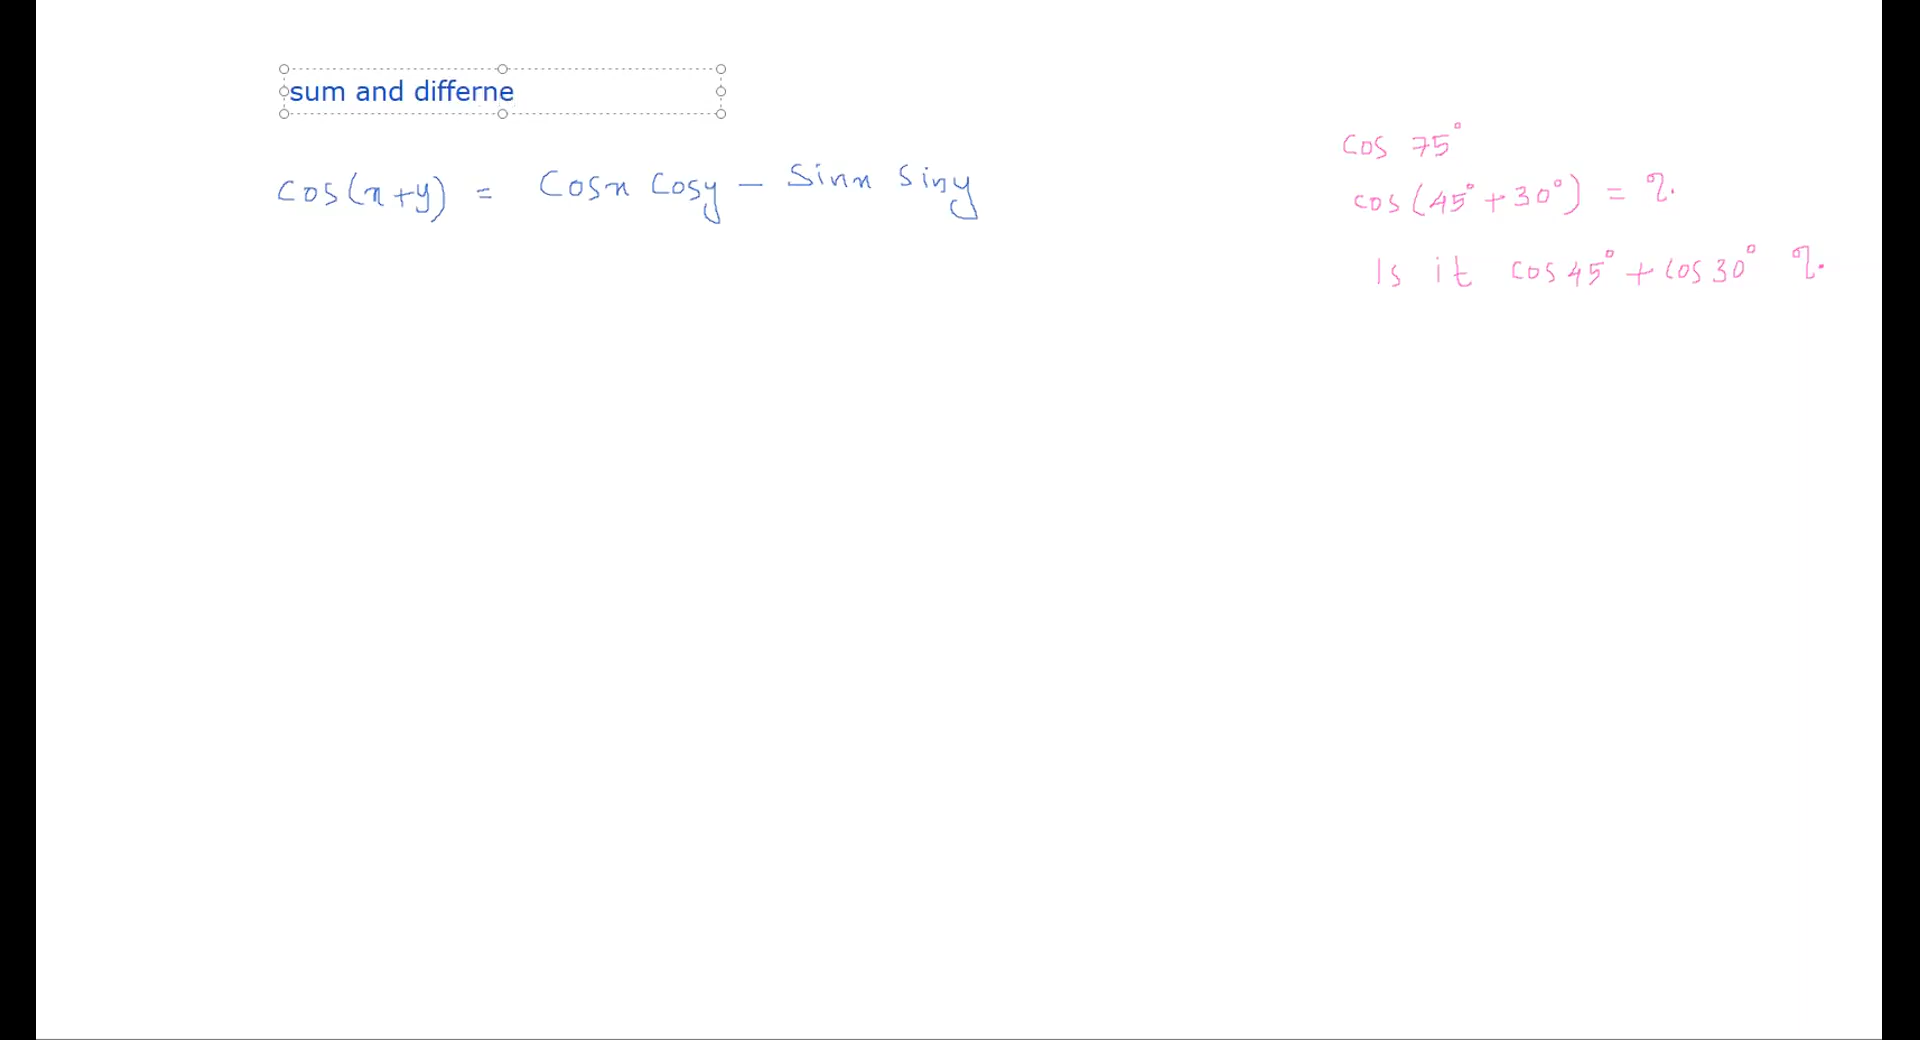 sum and differne
cos(x+y) = cosx cosy - sinx siny
cos 75°
cos(45° + 30°) = ?
Is it cos 45° + cos 30° ?